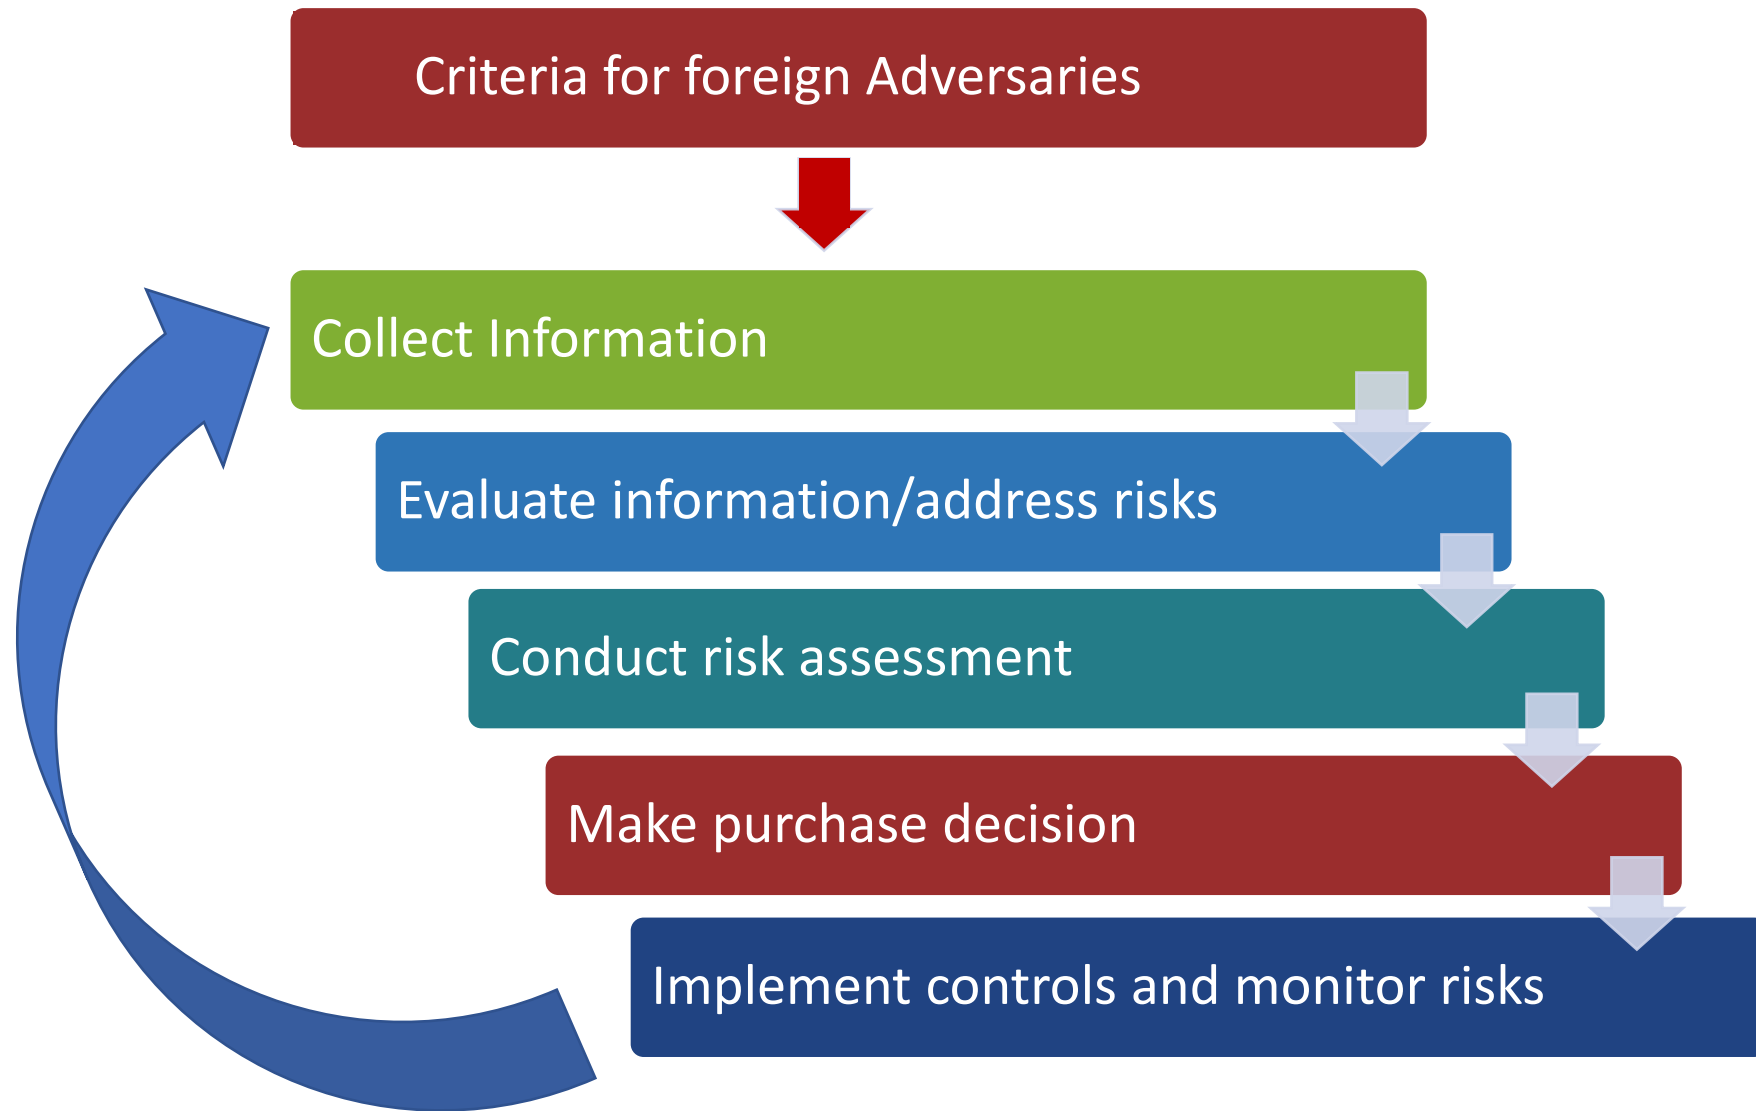 Criteria for foreign Adversaries
Collect Information
Evaluate information/address risks
Conduct risk assessment
Make purchase decision
Implement controls and monitor risks